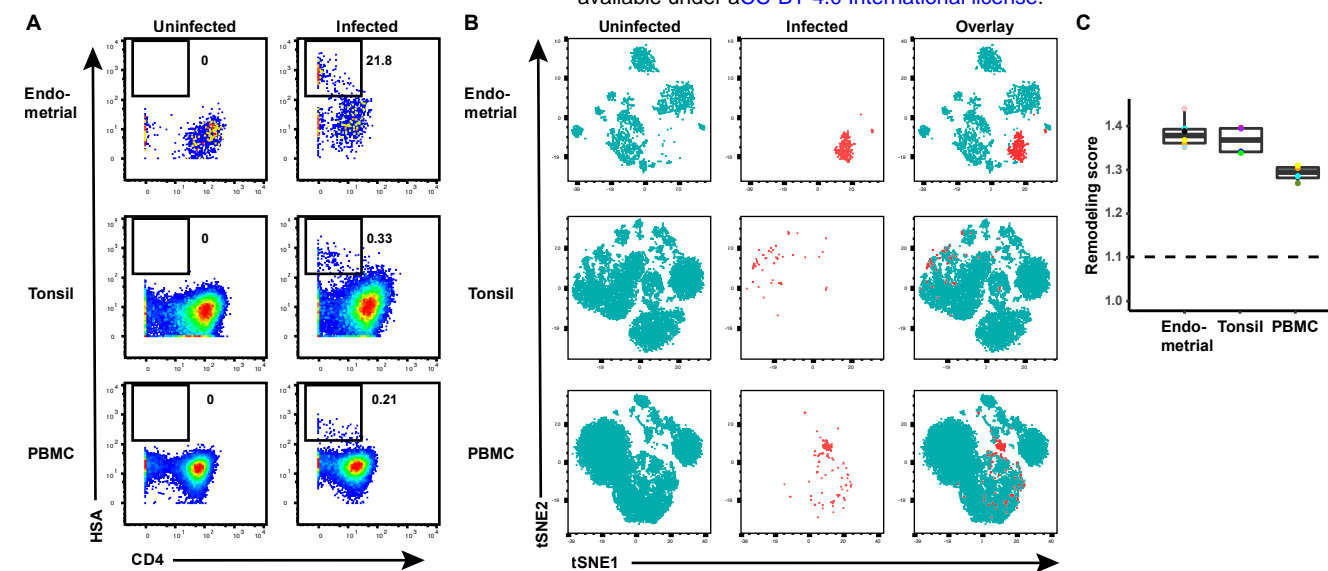 available under aCC-BY 4.0 International license.
A
Uninfected Infected
Endo-
metrial
0
21.8
Tonsil
0
0.33
PBMC
0
0.21
HSA
CD4
B
Uninfected Infected Overlay
Endo-
metrial
Tonsil
PBMC
tSNE2
tSNE1
C
Remodeling score
1.4
1.3
1.2
1.1
1.0
Endo-
metrial Tonsil PBMC